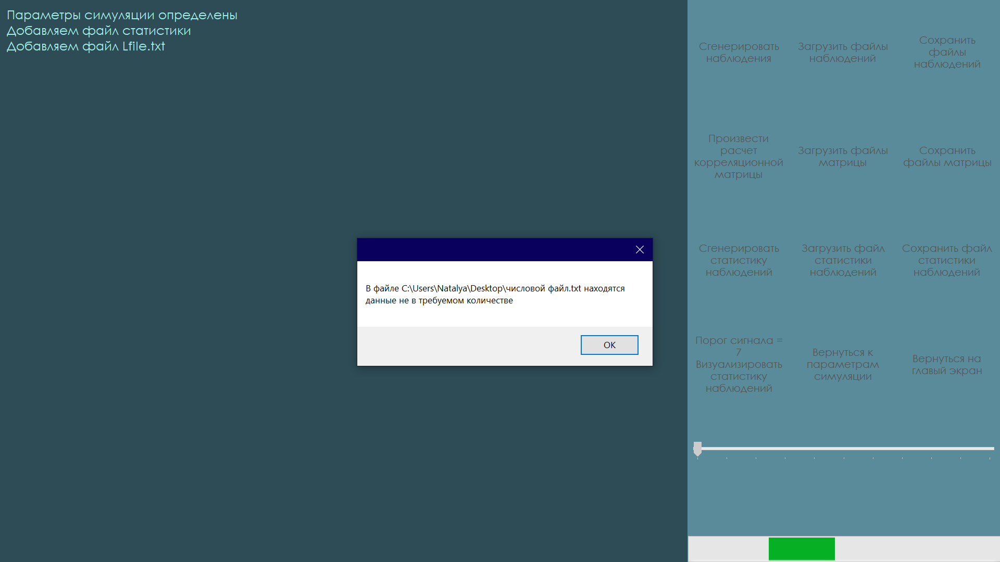 Параметры симуляции определены
Добавляем файл статистики
Добавляем файл Lfile.txt
Сгенерировать
наблюдения
Загрузить файлы
наблюдений
Сохранить
файлы
наблюдений
Произвести
расчет
корреляционной
матрицы
Загрузить файлы
матрицы
Сохранить
файлы матрицы
Сгенерировать
статистику
наблюдений
Загрузить файл
статистики
наблюдений
Сохранить файл
статистики
наблюдений
В файле C:\Users\Natalya\Desktop\числовой файл.txt находятся
данные не в требуемом количестве
OK
Порог сигнала =
7
Визуализировать
статистику
наблюдений
Вернуться к
параметрам
симуляции
Вернуться на
главый экран